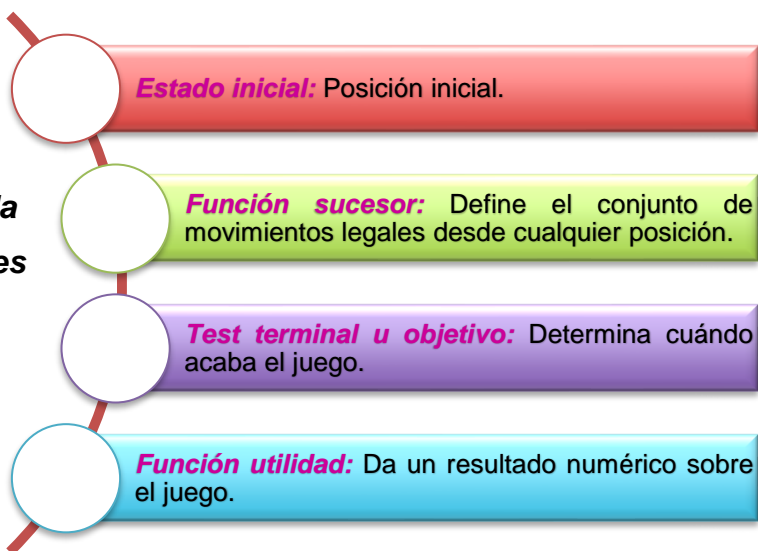 Estado inicial: Posición inicial.
Función sucesor: Define el conjunto de
movimientos legales desde cualquier posición.
Test terminal u objetivo: Determina cuándo
acaba el juego.
Función utilidad: Da un resultado numérico sobre
el juego.